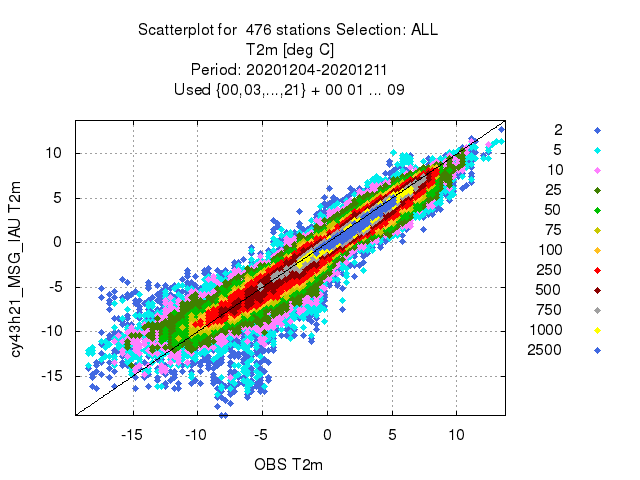 Scatterplot for  476 stations Selection: ALL
T2m [deg C]
Period: 20201204-20201211
Used {00,03,...,21} + 00 01 ... 09
2
5
10
25
50
75
100
250
500
750
1000
2500
10
5
0
-5
-10
-15
cy43h21_MSG_IAU T2m
-15 -10 -5 0 5 10
OBS T2m